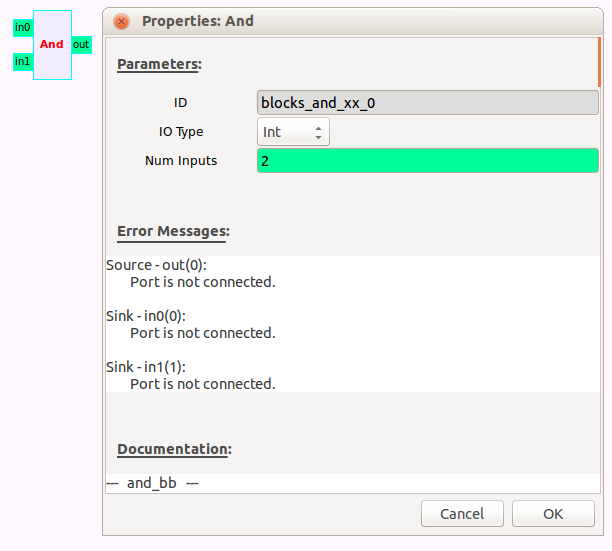 in0
And
out
in1
Properties: And
Parameters:
ID
blocks_and_xx_0
IO Type
Int
Num Inputs
2
Error Messages:
Source - out(0):
Port is not connected.
Sink - in0(0):
Port is not connected.
Sink - in1(1):
Port is not connected.
Documentation:
--- and_bb ---
Cancel
OK